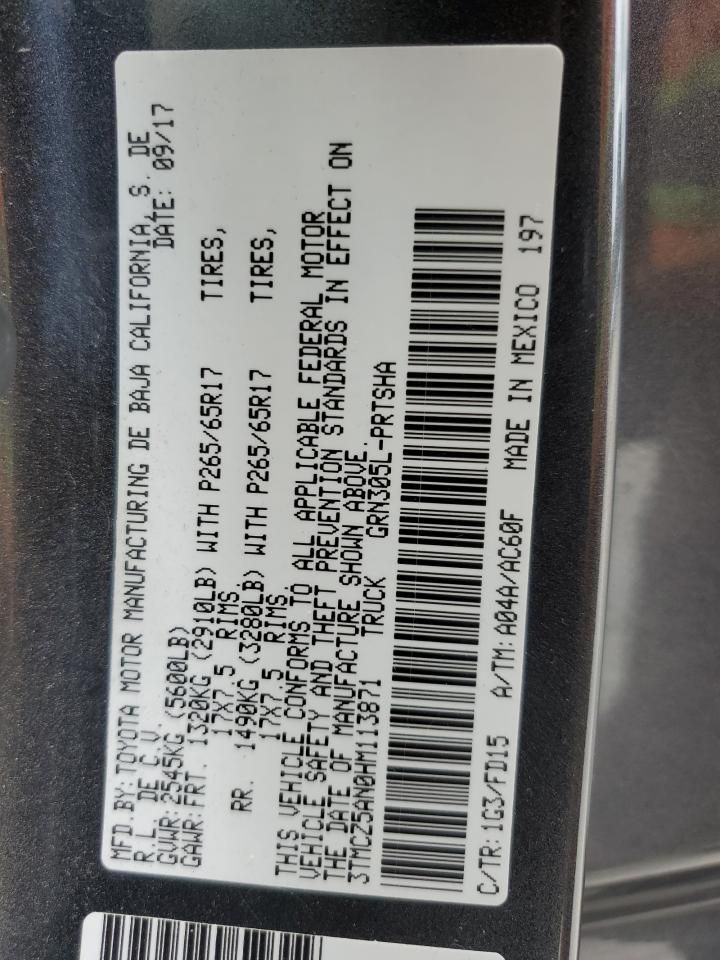 MFD.BY:TOYOTA MOTOR MANUFACTURING DE BAJA CALIFORNIA, S. DE
R.L. DE C.V. DATE: 09/17
GVWR:2545KG (5600LB)
GAWR:FRT. 1320KG (2910LB) WITH P265/65R17 TIRES,
17X7.5 RIMS.
RR. 1490KG (3280LB) WITH P265/65R17 TIRES,
17X7.5 RIMS.
THIS VEHICLE CONFORMS TO ALL APPLICABLE FEDERAL MOTOR
VEHICLE SAFETY AND THEFT PREVENTION STANDARDS IN EFFECT ON
THE DATE OF MANUFACTURE SHOWN ABOVE.
3TMCZ5AN0HM113871 TRUCK GRN305L-PRTSHA
C/TR:1G3/FD15 A/TM:A04A/AC60F MADE IN MEXICO 197